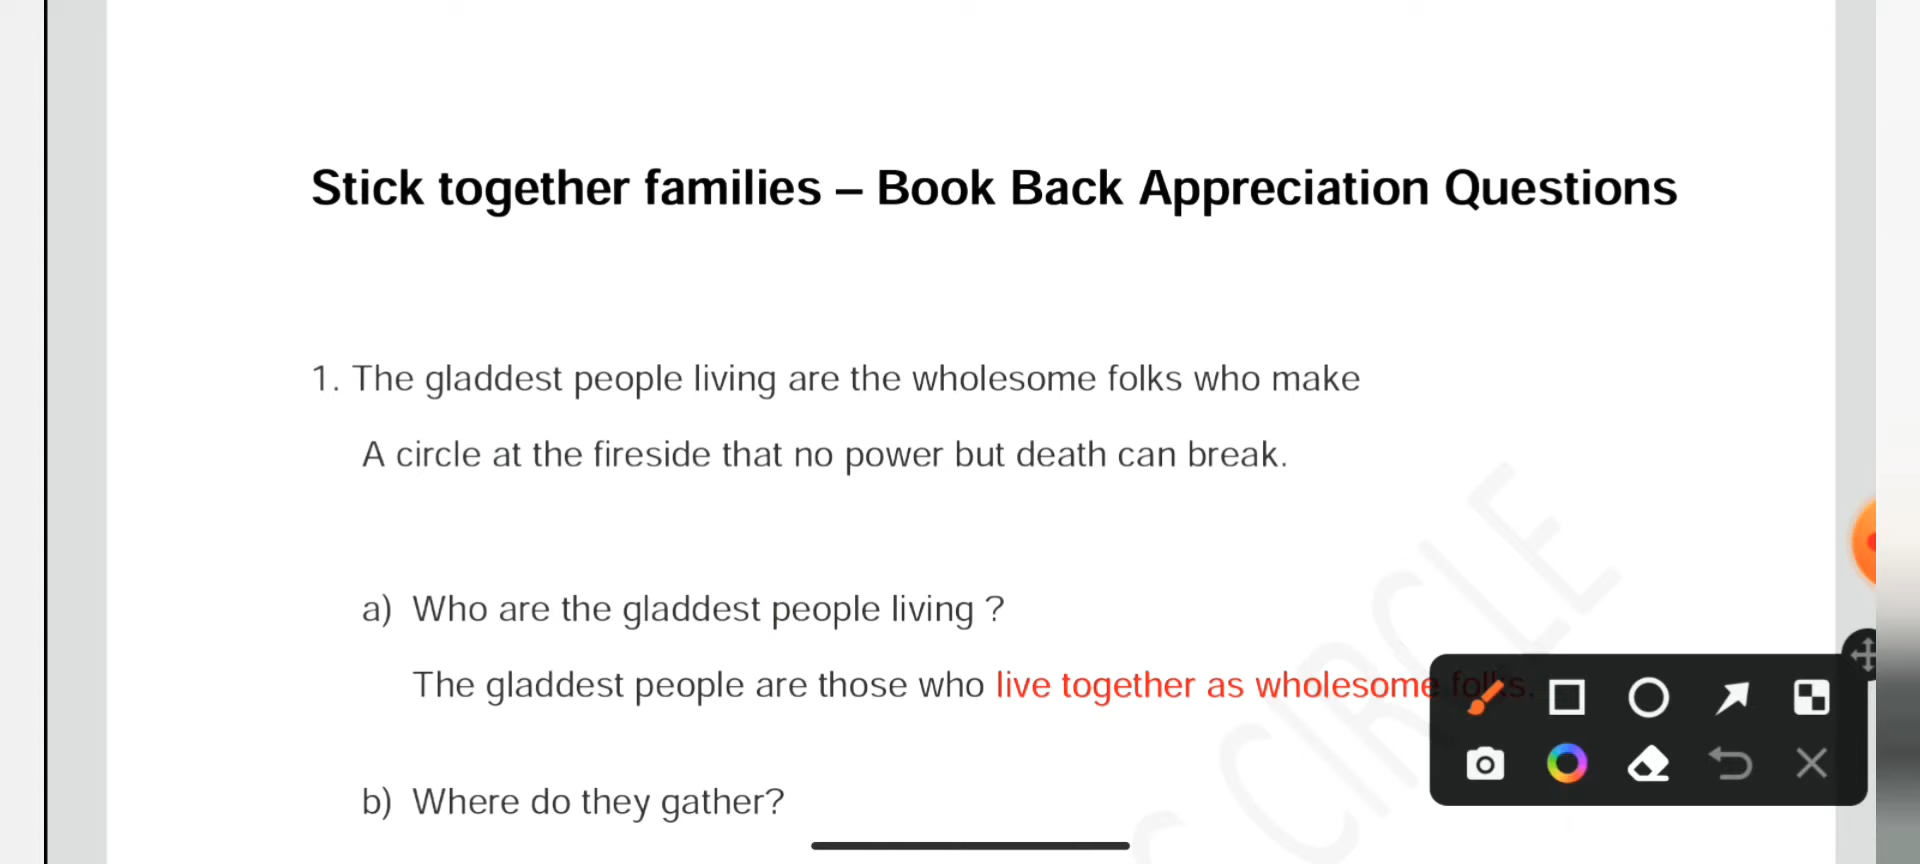 Stick together families – Book Back Appreciation Questions
1. The gladdest people living are the wholesome folks who make
A circle at the fireside that no power but death can break.
a) Who are the gladdest people living ?
The gladdest people are those who live together as wholesome folks.
b) Where do they gather?
CIRCLE